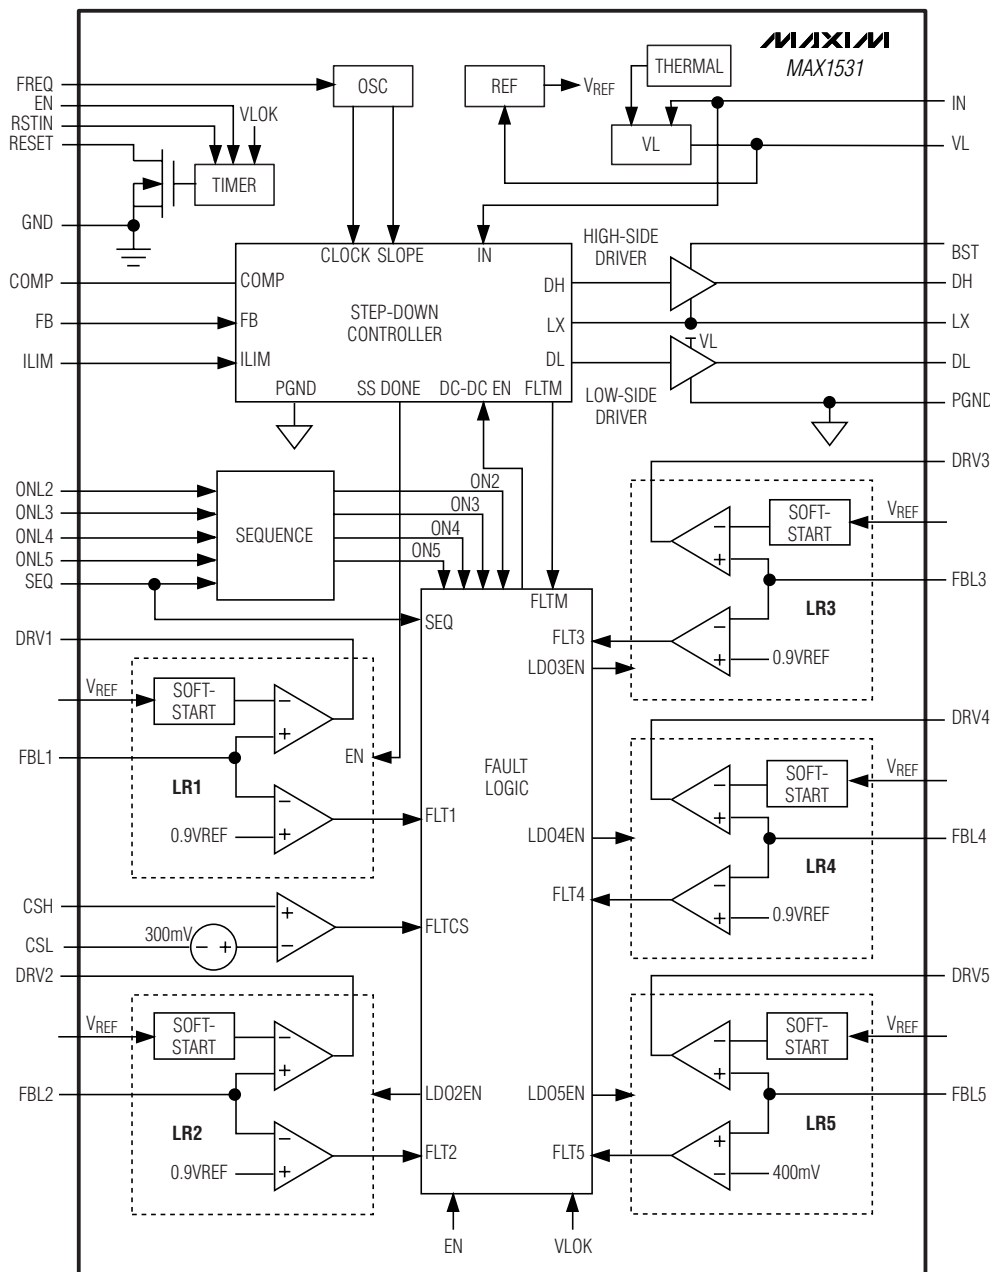 MAXIM
MAX1531
FREQ
EN
RSTIN
RESET
GND
VLOK
TIMER
OSC
REF
VREF
THERMAL
VL
IN
VL
COMP
FB
ILIM
CLOCK SLOPE IN
COMP
FB
ILIM
STEP-DOWN
CONTROLLER
DH
LX
DL
PGND SS DONE DC-DC EN FLTM
HIGH-SIDE
DRIVER
VL
LOW-SIDE
DRIVER
BST
DH
LX
DL
PGND
ONL2
ONL3
ONL4
ONL5
SEQ
SEQUENCE
ON2
ON3
ON4
ON5
DRV1
VREF
SOFT-
START
−
+
FBL1
EN
LR1
−
+
0.9VREF
CSH
CSL
300mV
− +
+
−
DRV2
VREF
SOFT-
START
−
+
FBL2
LR2
−
+
0.9VREF
FLTM
SEQ
FLT3
LDO3EN
FAULT
LOGIC
FLT1
LDO4EN
FLT4
FLTCS
LDO2EN
LDO5EN
FLT2
FLT5
EN
VLOK
DRV3
SOFT-
START
VREF
−
+
FBL3
LR3
−
+
0.9VREF
DRV4
SOFT-
START
VREF
−
+
FBL4
LR4
−
+
0.9VREF
DRV5
SOFT-
START
VREF
−
+
FBL5
LR5
+
−
400mV